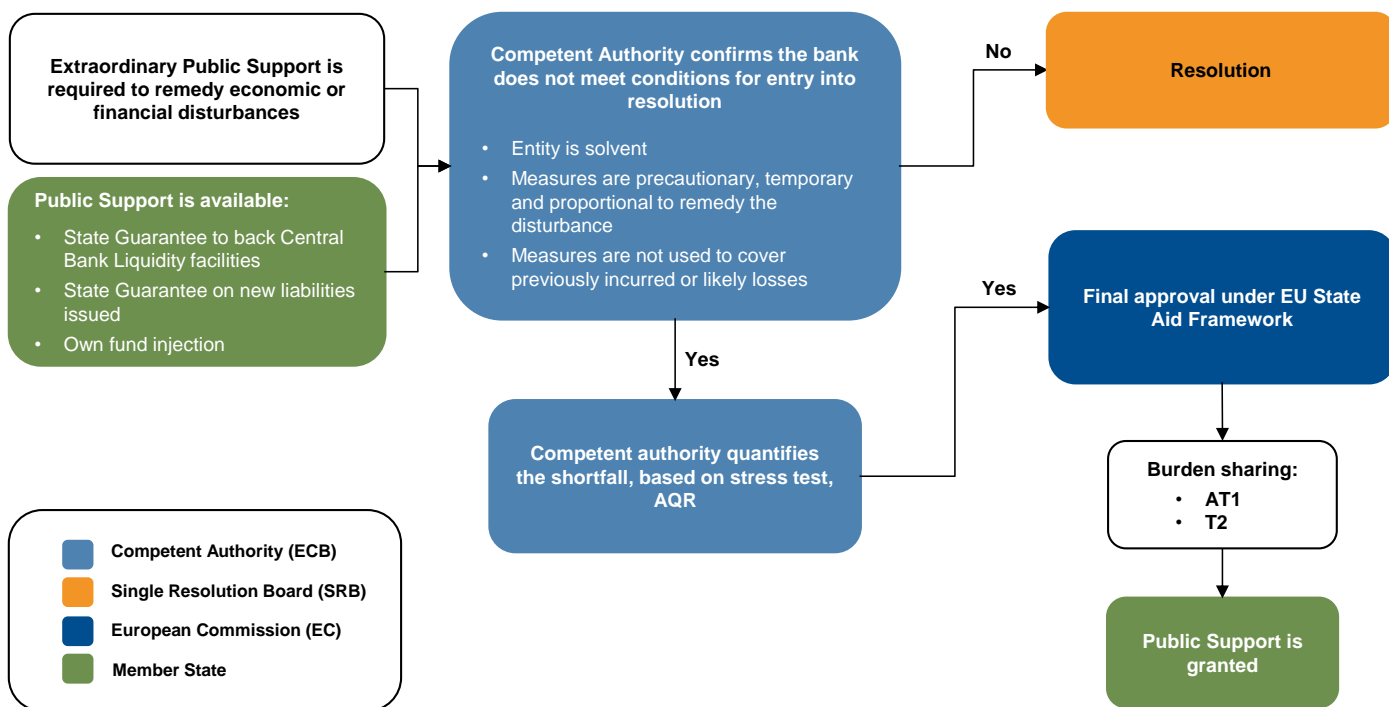 Extraordinary Public Support is
required to remedy economic or
financial disturbances
Public Support is available:
• State Guarantee to back Central
Bank Liquidity facilities
• State Guarantee on new liabilities
issued
• Own fund injection
Competent Authority confirms the bank
does not meet conditions for entry into
resolution
• Entity is solvent
• Measures are precautionary, temporary
and proportional to remedy the
disturbance
• Measures are not used to cover
previously incurred or likely losses
No
Resolution
Yes
Competent authority quantifies
the shortfall, based on stress test,
AQR
Yes
Final approval under EU State
Aid Framework
Burden sharing:
• AT1
• T2
Public Support is
granted
Competent Authority (ECB)
Single Resolution Board (SRB)
European Commission (EC)
Member State